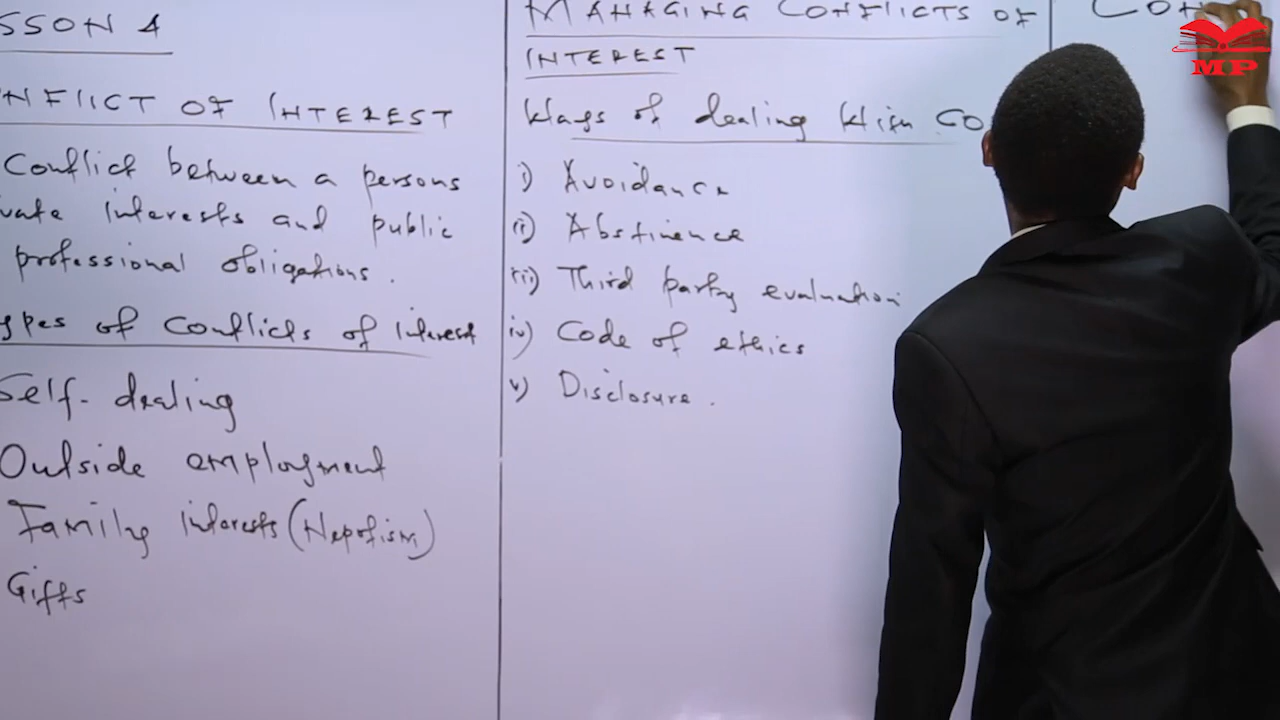 SSON 4
NFLICT OF INTEREST
Conflict between a persons
vate interests and public
professional obligations.
ypes of Conflicts of interest
Self-dealing
Outside employment
Family interests (Nepotism)
Gifts
MANAGING CONFLICTS OF
INTEREST
Ways of dealing with CO
i) Avoidance
ii) Abstinence
iii) Third party evaluation
iv) Code of ethics
v) Disclosure.
CON
MP